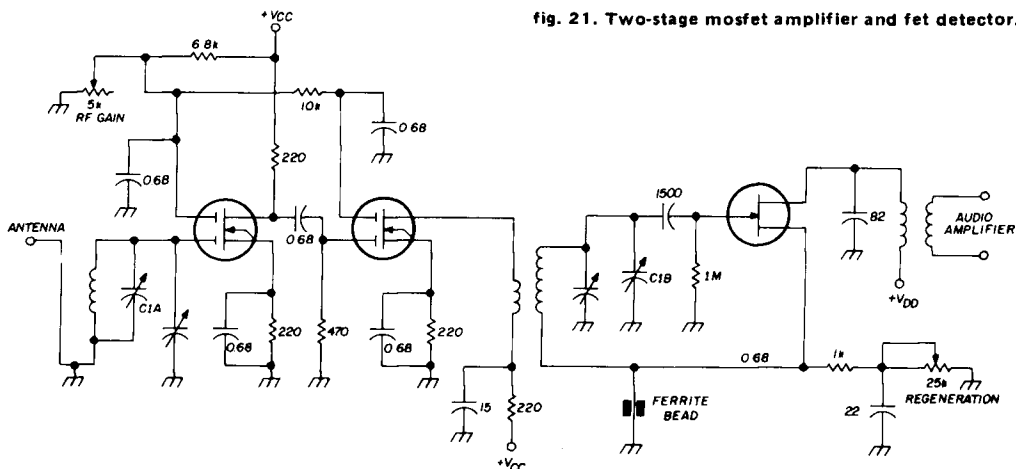 fig. 21. Two-stage mosfet amplifier and fet detector.
+VCC
6.8k
5k
RF GAIN
10k
0.68
0.68
220
1500
ANTENNA
0.68
82
AUDIO
AMPLIFIER
C1A
C1B
1M
+VDD
0.68
220
470
0.68
220
0.68
1k
25k
REGENERATION
15
220
FERRITE
BEAD
22
+VCC